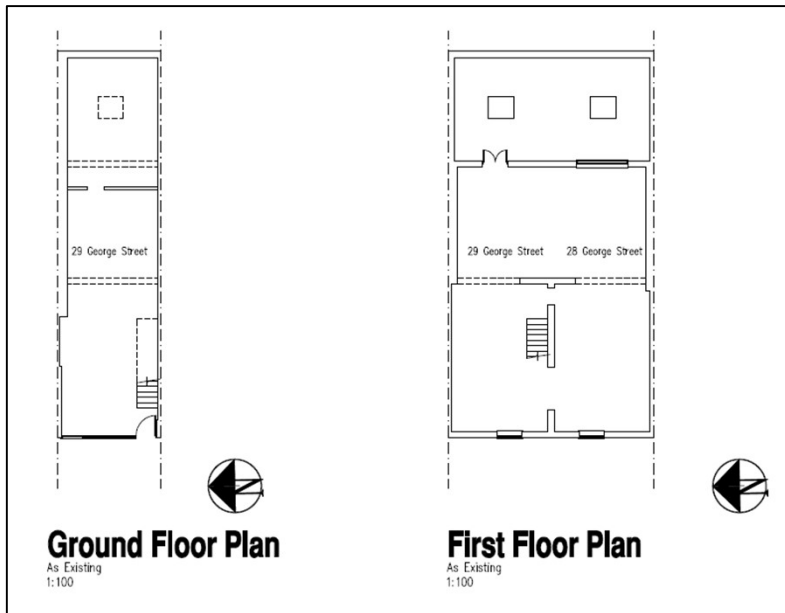 29 George Street
Ground Floor Plan
As Existing
1:100
29 George Street
28 George Street
First Floor Plan
As Existing
1:100